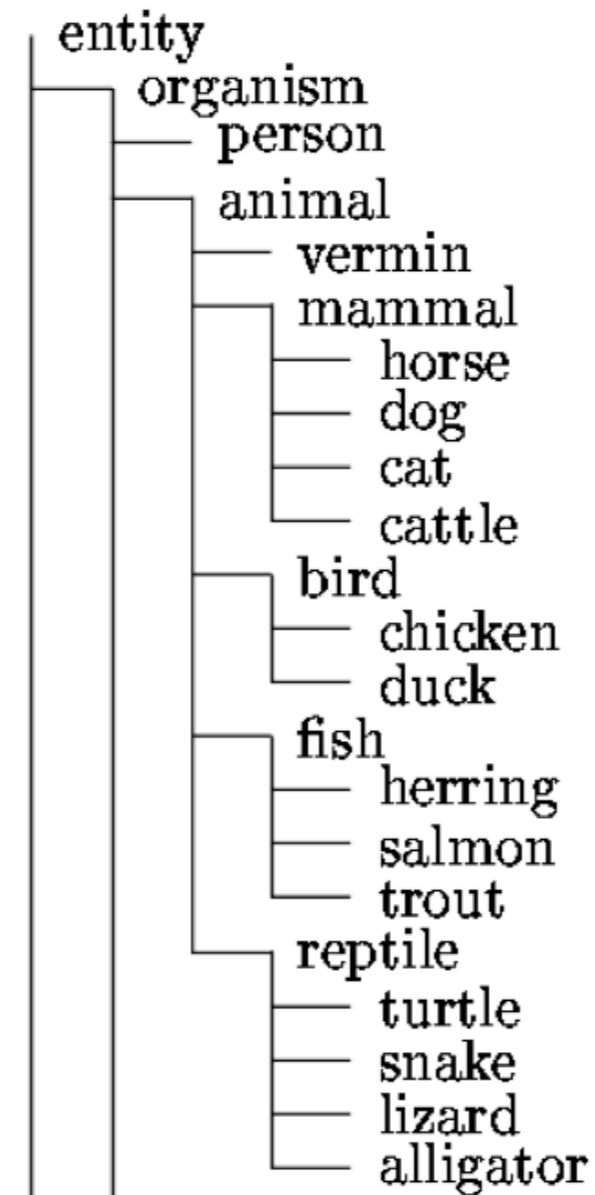 entity
organism
person
animal
vermin
mammal
horse
dog
cat
cattle
bird
chicken
duck
fish
herring
salmon
trout
reptile
turtle
snake
lizard
alligator